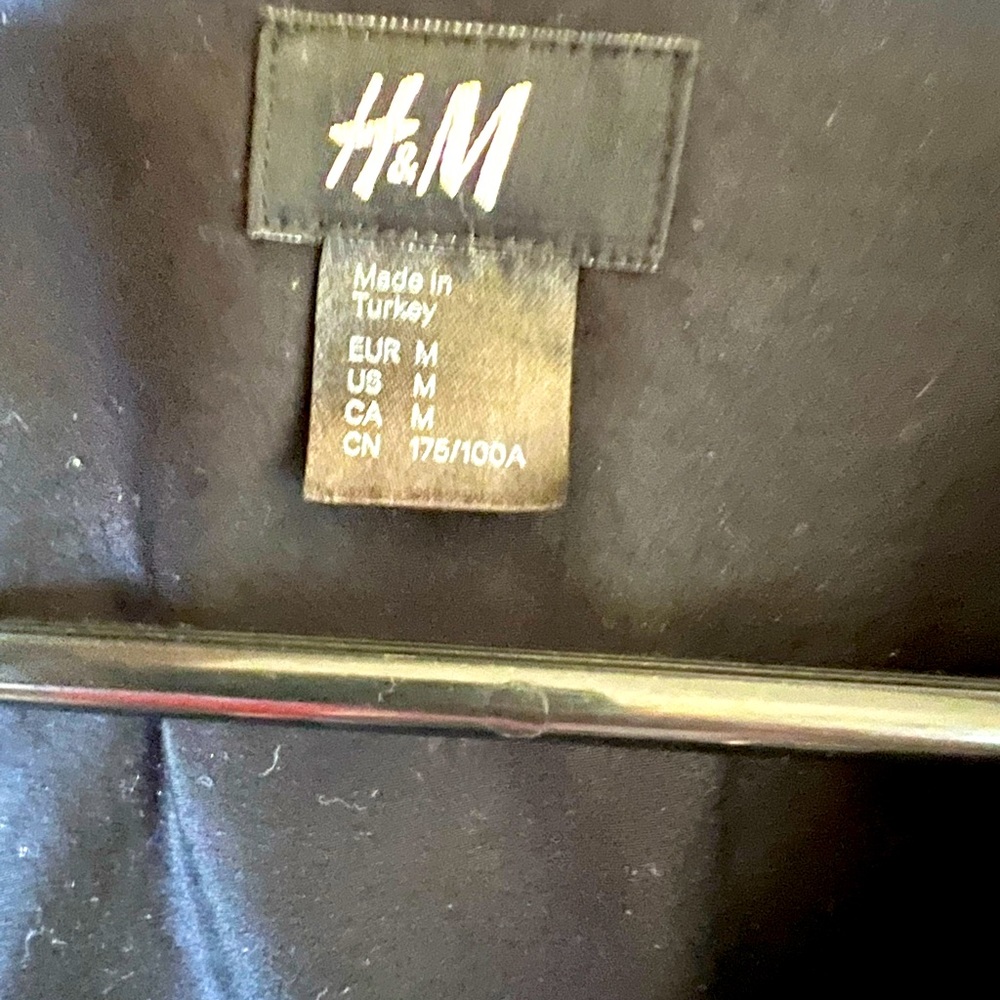 H&M
Made in
Turkey
EUR M
US M
CA M
CN 175/100A